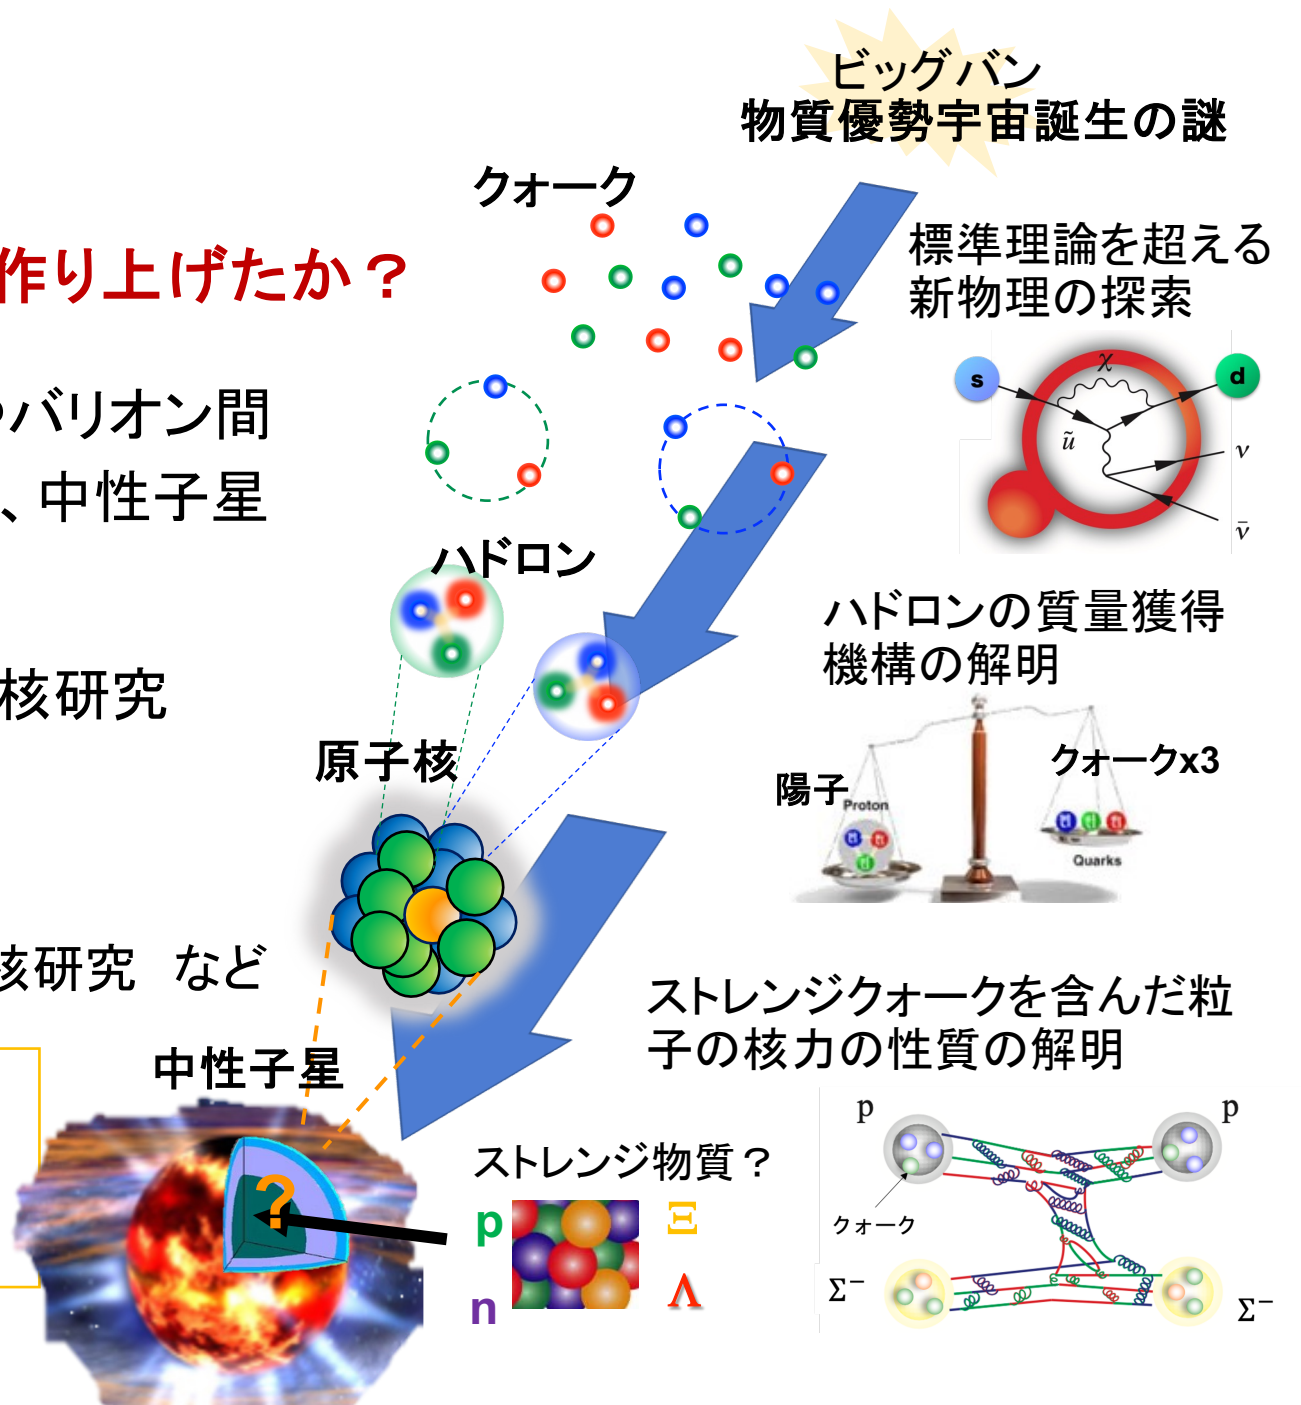 ビッグバン
物質優勢宇宙誕生の謎
クォーク
作り上げたか？
標準理論を超える
新物理の探索
s
χ
d
ũ
ν
ν̄
バリオン間
、中性子星
ハドロン
ハドロンの質量獲得
機構の解明
核研究
原子核
陽子
クォークx3
Proton
Quarks
核研究 など
ストレンジクォークを含んだ粒
子の核力の性質の解明
中性子星
?
ストレンジ物質？
p
Ξ
n
Λ
p
p
クォーク
Σ⁻
Σ⁻